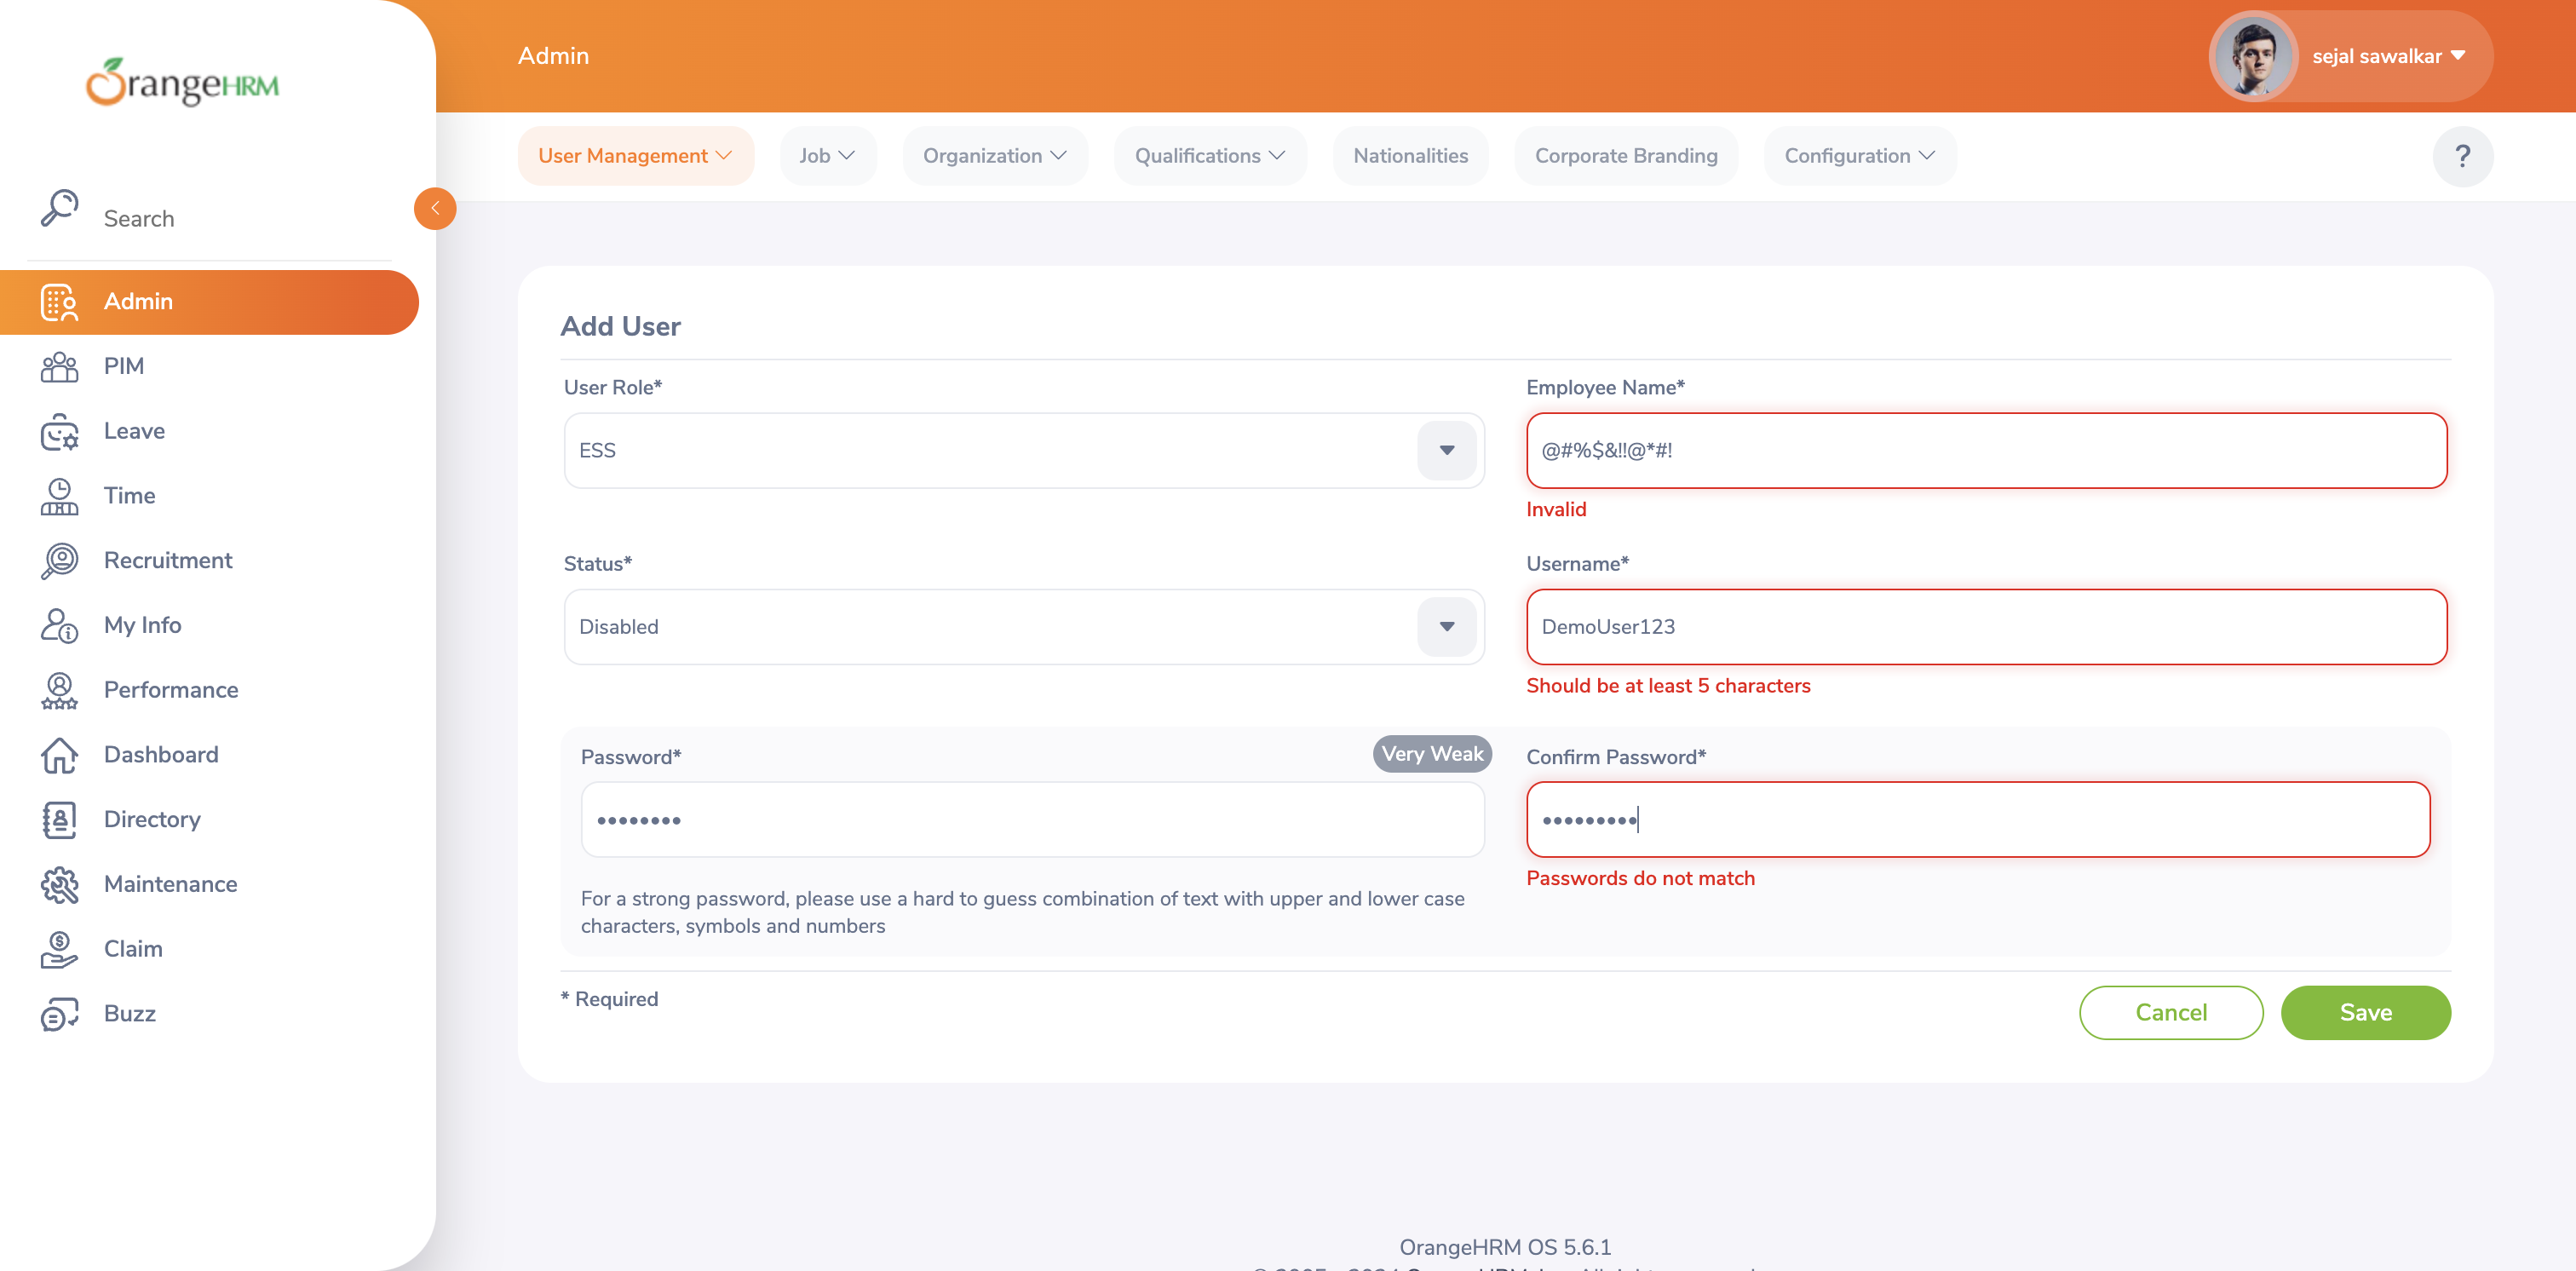 OrangeHRM
Search
Admin
PIM
Leave
Time
Recruitment
My Info
Performance
Dashboard
Directory
Maintenance
Claim
Buzz
Admin
sejal sawalkar
User Management
Job
Organization
Qualifications
Nationalities
Corporate Branding
Configuration
?
Add User
User Role*
ESS
Employee Name*
@#%$&!!@*#!
Invalid
Status*
Disabled
Username*
DemoUser123
Should be at least 5 characters
Password*
Very Weak
••••••••
For a strong password, please use a hard to guess combination of text with upper and lower case
characters, symbols and numbers
Confirm Password*
•••••••••
Passwords do not match
* Required
Cancel
Save
OrangeHRM OS 5.6.1